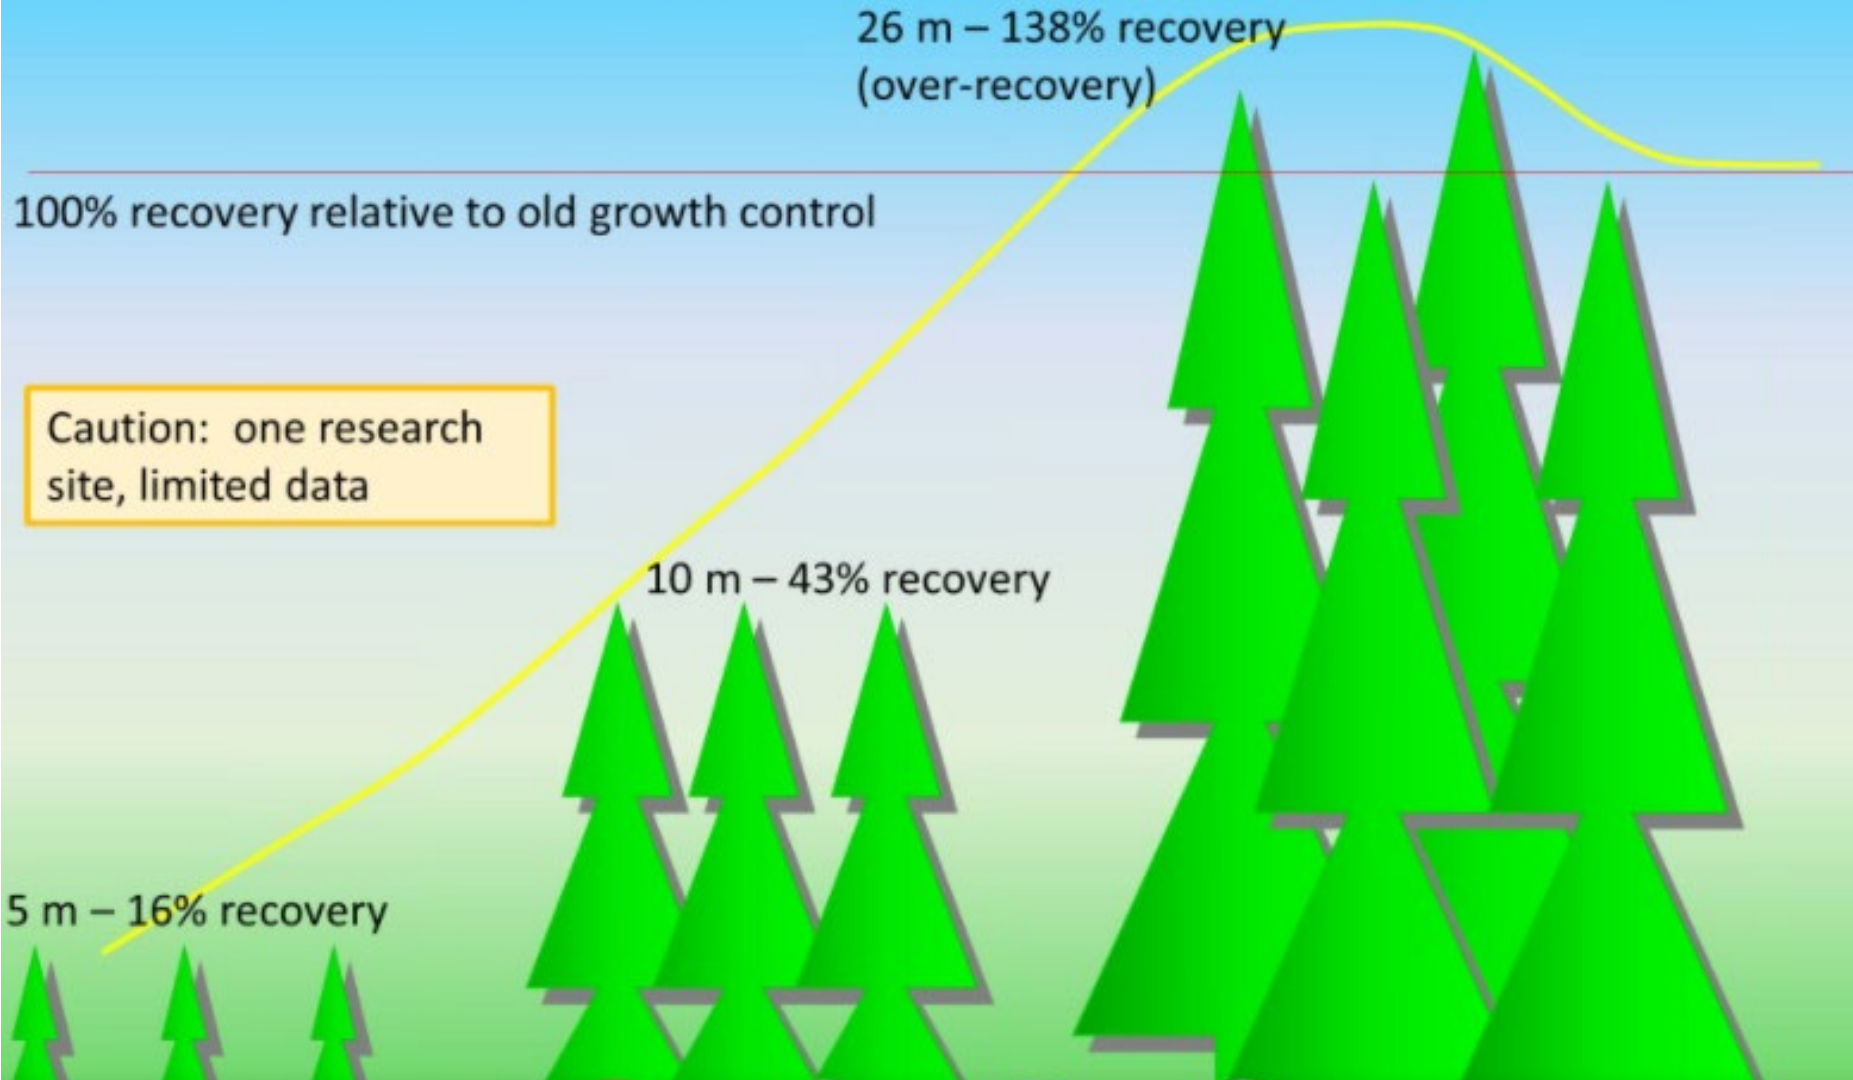 26 m – 138% recovery
(over-recovery)
100% recovery relative to old growth control
Caution:  one research
site, limited data
10 m – 43% recovery
5 m – 16% recovery